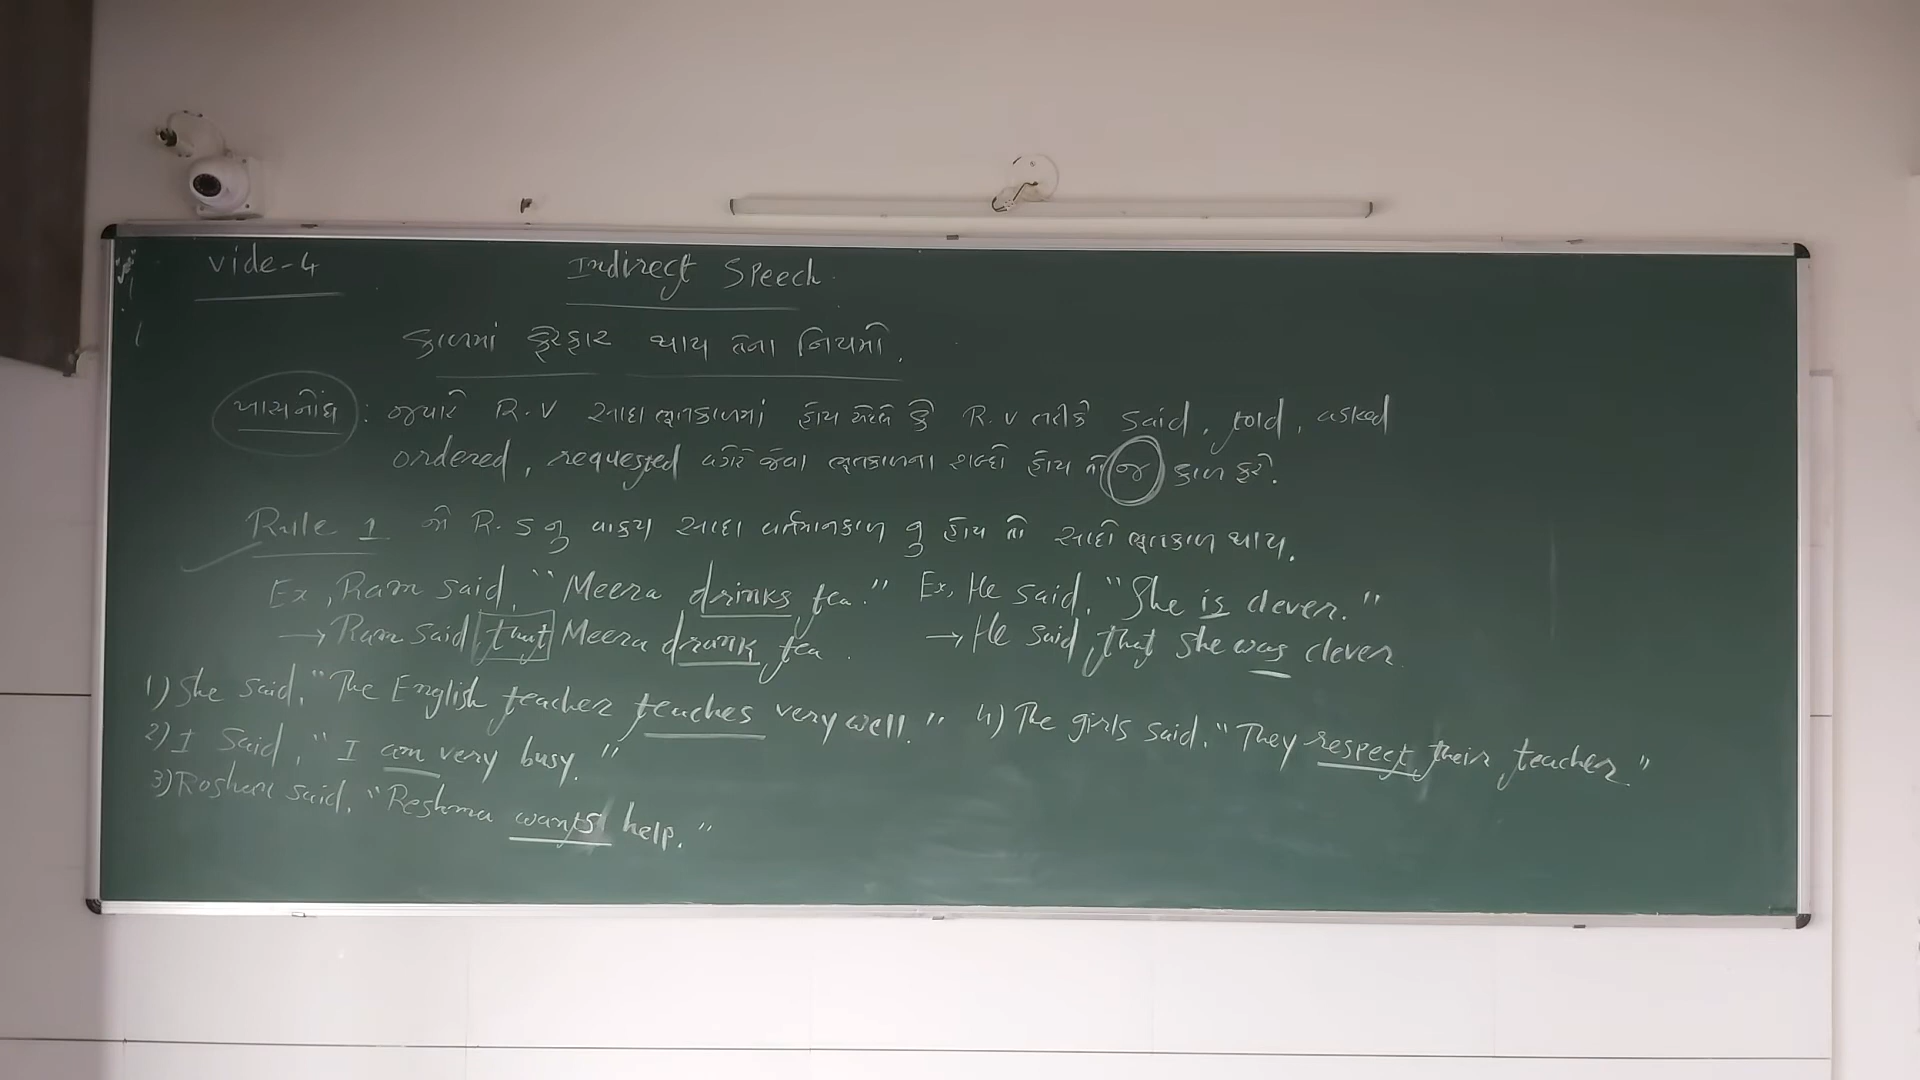 vide-4
Indirect Speech.
કાળમાં ફેરફાર થાય તેના નિયમો.
ખાસનોંધ : જ્યારે R.V સાદા ભૂતકાળમાં હોય એટલે કે R.V તરીકે said, told, asked
ordered, requested વગેરે જેવા ભૂતકાળના શબ્દો હોય તો જ કાળ ફરે.
Rule 1 જો R.S નુ વાક્ય સાદા વર્તમાનકાળ નુ હોય તો સાદો ભૂતકાળ થાય.
Ex, Ram said, "Meera drinks tea." Ex, He said, "She is clever."
→ Ram said that Meera drank tea. → He said, that she was clever.
1) She said, "The English teacher teaches very well." 4) The girls said, "They respect their teacher."
2) I said, "I am very busy."
3) Roshan said, "Reshma wants help."